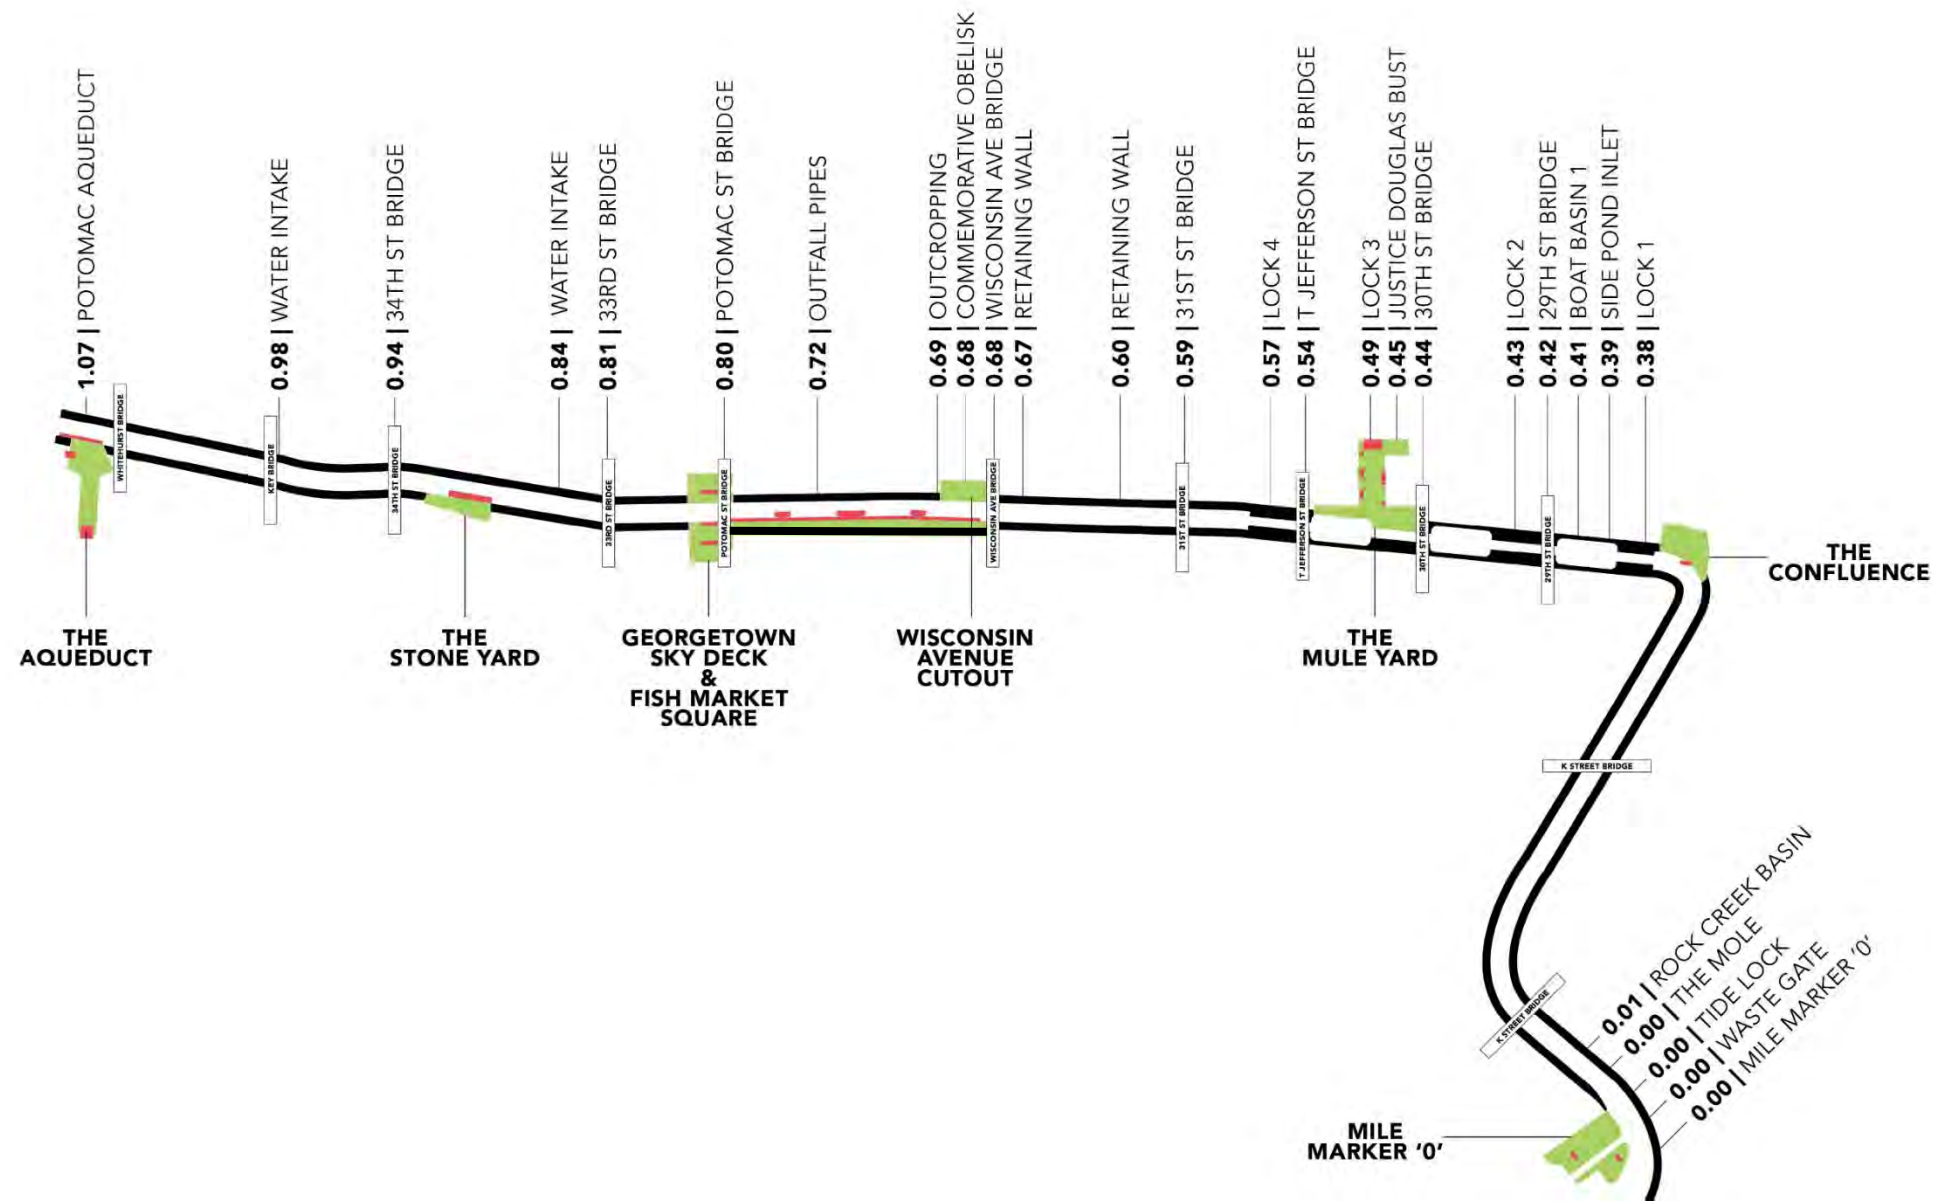 1.07 | POTOMAC AQUEDUCT
0.98 | WATER INTAKE
0.94 | 34TH ST BRIDGE
0.84 | WATER INTAKE
0.81 | 33RD ST BRIDGE
0.80 | POTOMAC ST BRIDGE
0.72 | OUTFALL PIPES
0.69 | OUTCROPPING
0.68 | COMMEMORATIVE OBELISK
0.68 | WISCONSIN AVE BRIDGE
0.67 | RETAINING WALL
0.60 | RETAINING WALL
0.59 | 31ST ST BRIDGE
0.57 | LOCK 4
0.54 | T JEFFERSON ST BRIDGE
0.49 | LOCK 3
0.45 | JUSTICE DOUGLAS BUST
0.44 | 30TH ST BRIDGE
0.43 | LOCK 2
0.42 | 29TH ST BRIDGE
0.41 | BOAT BASIN 1
0.39 | SIDE POND INLET
0.38 | LOCK 1
WHITEHURST BRIDGE
KEY BRIDGE
34TH ST BRIDGE
33RD ST BRIDGE
POTOMAC ST BRIDGE
WISCONSIN AVE BRIDGE
31ST ST BRIDGE
T JEFFERSON ST BRIDGE
30TH ST BRIDGE
29TH ST BRIDGE
THE
CONFLUENCE
THE
AQUEDUCT
THE
STONE YARD
GEORGETOWN
SKY DECK
&
FISH MARKET
SQUARE
WISCONSIN
AVENUE
CUTOUT
THE
MULE YARD
K STREET BRIDGE
K STREET BRIDGE
0.01 | ROCK CREEK BASIN
0.00 | THE MOLE
0.00 | TIDE LOCK
0.00 | WASTE GATE
0.00 | MILE MARKER '0'
MILE
MARKER '0'